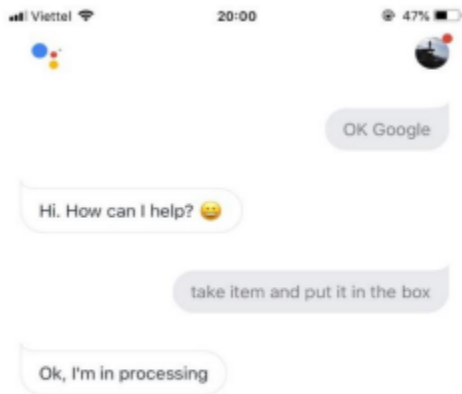 Viettel 20:00 47%
OK Google
Hi. How can I help? 😀
take item and put it in the box
Ok, I'm in processing